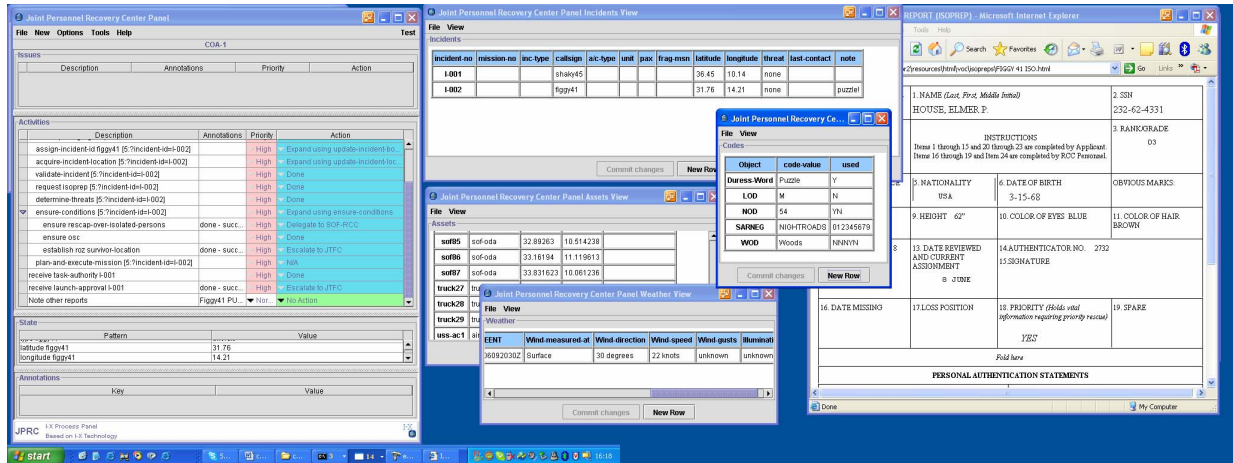 Joint Personnel Recovery Center Panel
File New Options Tools Help Test
COA-1
Issues
Description Annotations Priority Action
Activities
Description Annotations Priority Action
assign-incident-id figgy41 [5:?incident-id=I-002] High Expand using update-incident-bo...
acquire-incident-location [5:?incident-id=I-002] High Expand using update-incident-loc...
validate-incident [5:?incident-id=I-002] High Done
request isoprep [5:?incident-id=I-002] High Done
determine-threats [5:?incident-id=I-002] High Done
ensure-conditions [5:?incident-id=I-002] High Expand using ensure-conditions
ensure rescap-over-isolated-persons done - succ... High Delegate to SOF-RCC
ensure osc High Done
establish roz survivor-location done - succ... High Escalate to JTFC
plan-and-execute-mission [5:?incident-id=I-002] High N/A
receive task-authority I-001 High Done
receive launch-approval I-001 done - succ... High Escalate to JTFC
Note other reports Figgy41 PU... Nor... No Action
State
Pattern Value
latitude figgy41 31.76
longitude figgy41 14.21
Annotations
Key Value
JPRC I-X Process Panel
Based on I-X Technology
I-X
Joint Personnel Recovery Center Panel Incidents View
File View
Incidents
incident-no mission-no inc-type callsign a/c-type unit pax frag-msn latitude longitude threat last-contact note
I-001 shaky45 36.45 10.14 none
I-002 figgy41 31.76 14.21 none puzzle!
Commit changes New Row
Joint Personnel Recovery Center Panel Assets View
File View
Assets
sof85 sof-oda 32.89263 10.514238
sof86 sof-oda 33.16194 11.119613
sof87 sof-oda 33.831623 10.061236
truck27
truck28
truck29
uss-ac1
Joint Personnel Recovery Center Panel Weather View
File View
Weather
EENT Wind-measured-at Wind-direction Wind-speed Wind-gusts Illuminati
06092030Z Surface 30 degrees 22 knots unknown unknown
Commit changes New Row
Joint Personnel Recovery Ce...
File View
Codes
Object code-value used
Duress-Word Puzzle Y
LOD M N
NOD 54 YN
SARNEG NIGHTROADS 012345679
WOD Woods NNNYN
Commit changes New Row
REPORT (ISOPREP) - Microsoft Internet Explorer
Tools Help
Search Favorites
r2\resources\html\voc\isopreps\FIGGY 41 ISO.html Go Links
1. NAME (Last, First, Middle Initial) 2. SSN
HOUSE, ELMER P. 232-62-4331
INSTRUCTIONS 3. RANK/GRADE
Items 1 through 15 and 20 through 23 are completed by Applicant. O3
Items 16 through 19 and Item 24 are completed by RCC Personnel.
5. NATIONALITY 6. DATE OF BIRTH OBVIOUS MARKS:
USA 3-15-68
9. HEIGHT 62" 10. COLOR OF EYES BLUE 11. COLOR OF HAIR
BROWN
13. DATE REVIEWED 14.AUTHENTICATOR NO. 2732
AND CURRENT
ASSIGNMENT 15.SIGNATURE
8 JUNE
16. DATE MISSING 17.LOSS POSITION 18. PRIORITY (Holds vital 19. SPARE
information requiring priority rescue)
YES
Fold here
PERSONAL AUTHENTICATION STATEMENTS
Done My Computer
start 16:18